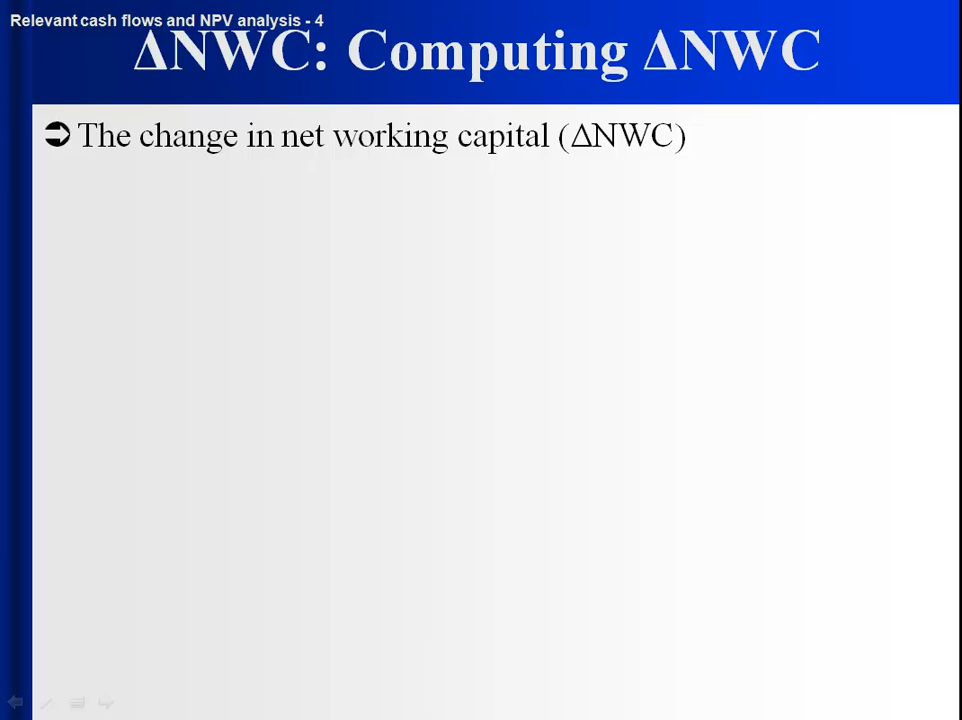 Relevant cash flows and NPV analysis - 4
ΔNWC: Computing ΔNWC
➲ The change in net working capital (ΔNWC)